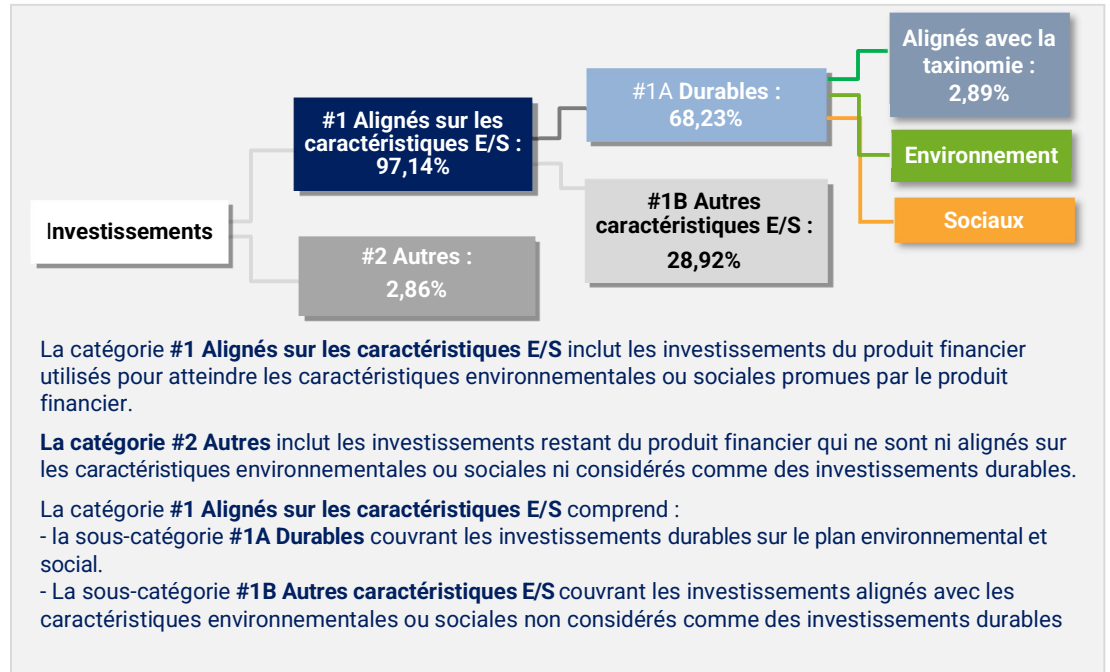 Alignés avec la
taxinomie :
2,89%
#1A Durables :
68,23%
#1 Alignés sur les
caractéristiques E/S :
97,14%
Environnement
#1B Autres
caractéristiques E/S :
28,92%
Sociaux
Investissements
#2 Autres :
2,86%
La catégorie #1 Alignés sur les caractéristiques E/S inclut les investissements du produit financier
utilisés pour atteindre les caractéristiques environnementales ou sociales promues par le produit
financier.
La catégorie #2 Autres inclut les investissements restant du produit financier qui ne sont ni alignés sur
les caractéristiques environnementales ou sociales ni considérés comme des investissements durables.
La catégorie #1 Alignés sur les caractéristiques E/S comprend :
- la sous-catégorie #1A Durables couvrant les investissements durables sur le plan environnemental et
social.
- La sous-catégorie #1B Autres caractéristiques E/S couvrant les investissements alignés avec les
caractéristiques environnementales ou sociales non considérés comme des investissements durables